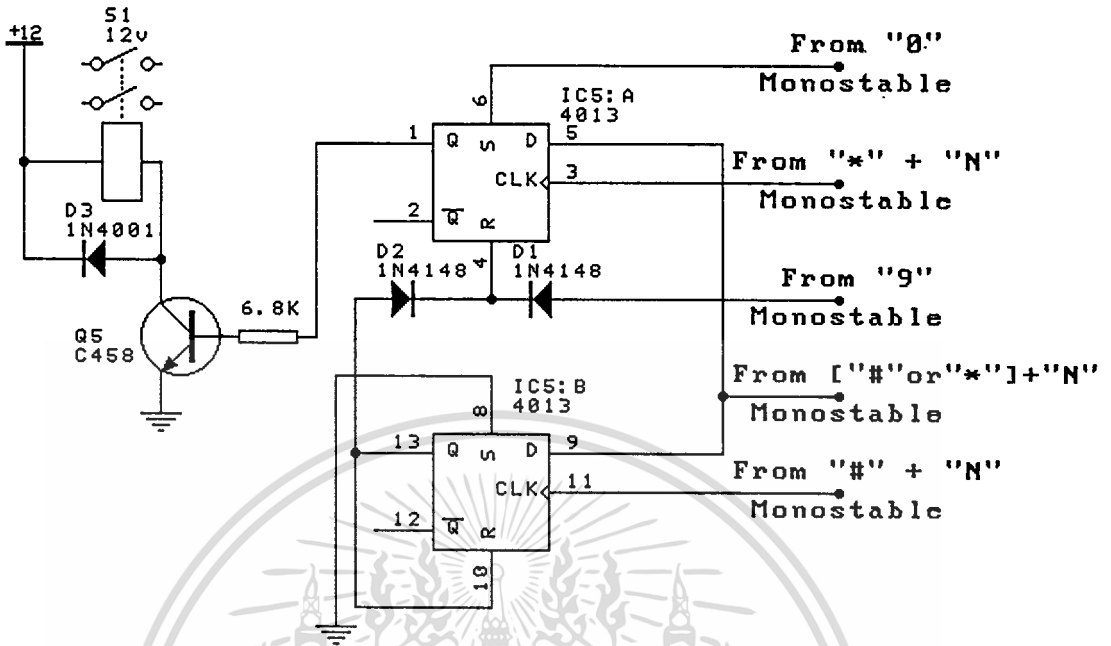 S1
12v
+12
From "0"
Monostable
6
IC5:A
4013
1
Q
S
D
5
CLK
3
From "*" + "N"
Monostable
2
Q
R
4
D3
1N4001
D2
1N4148
D1
1N4148
From "9"
Monostable
6.8K
Q5
C458
From ["#"or"*"]+"N"
Monostable
IC5:B
4013
8
13
Q
S
D
9
From "#" + "N"
CLK
11
Monostable
12
Q
R
10